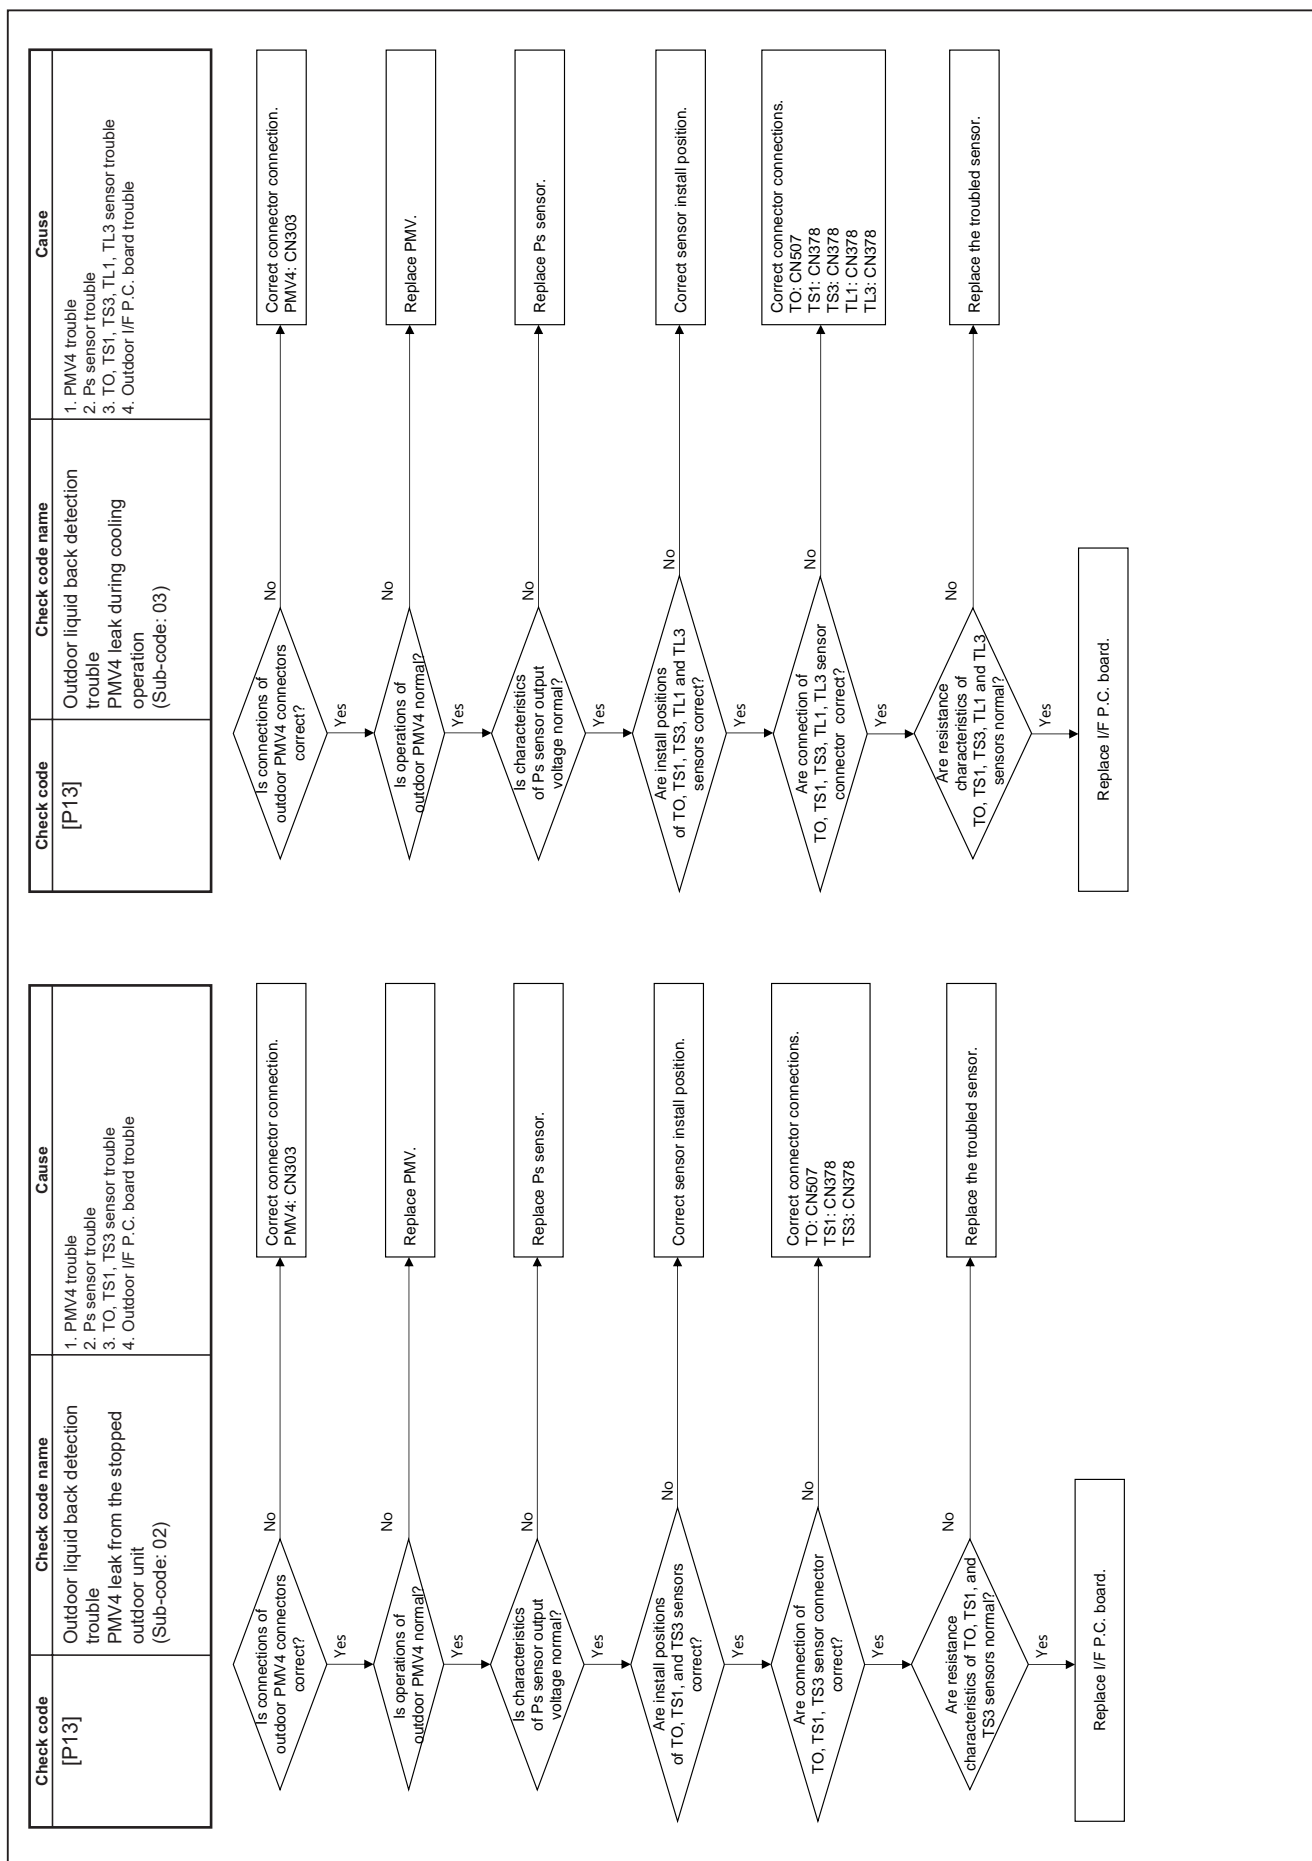 Check code
Check code name
Cause
[P13]
Outdoor liquid back detection
trouble
PMV4 leak from the stopped
outdoor unit
(Sub-code: 02)
1. PMV4 trouble
2. Ps sensor trouble
3. TO, TS1, TS3 sensor trouble
4. Outdoor I/F P.C. board trouble
Is connections of
outdoor PMV4 connectors
correct?
No
Correct connector connection.
PMV4: CN303
Yes
Is operations of
outdoor PMV4 normal?
No
Replace PMV.
Yes
Is characteristics
of Ps sensor output
voltage normal?
No
Replace Ps sensor.
Yes
Are install positions
of TO, TS1, and TS3 sensors
correct?
No
Correct sensor install position.
Yes
Are connection of
TO, TS1, TS3 sensor connector
correct?
No
Correct connector connections.
TO: CN507
TS1: CN378
TS3: CN378
Yes
Are resistance
characteristics of TO, TS1, and
TS3 sensors normal?
No
Replace the troubled sensor.
Yes
Replace I/F P.C. board.
Check code
Check code name
Cause
[P13]
Outdoor liquid back detection
trouble
PMV4 leak during cooling
operation
(Sub-code: 03)
1. PMV4 trouble
2. Ps sensor trouble
3. TO, TS1, TS3, TL1, TL3 sensor trouble
4. Outdoor I/F P.C. board trouble
Is connections of
outdoor PMV4 connectors
correct?
No
Correct connector connection.
PMV4: CN303
Yes
Is operations of
outdoor PMV4 normal?
No
Replace PMV.
Yes
Is characteristics
of Ps sensor output
voltage normal?
No
Replace Ps sensor.
Yes
Are install positions
of TO, TS1, TS3, TL1 and TL3
sensors correct?
No
Correct sensor install position.
Yes
Are connection of
TO, TS1, TS3, TL1, TL3 sensor
connector correct?
No
Correct connector connections.
TO: CN507
TS1: CN378
TS3: CN378
TL1: CN378
TL3: CN378
Yes
Are resistance
characteristics of
TO, TS1, TS3, TL1 and TL3
sensors normal?
No
Replace the troubled sensor.
Yes
Replace I/F P.C. board.